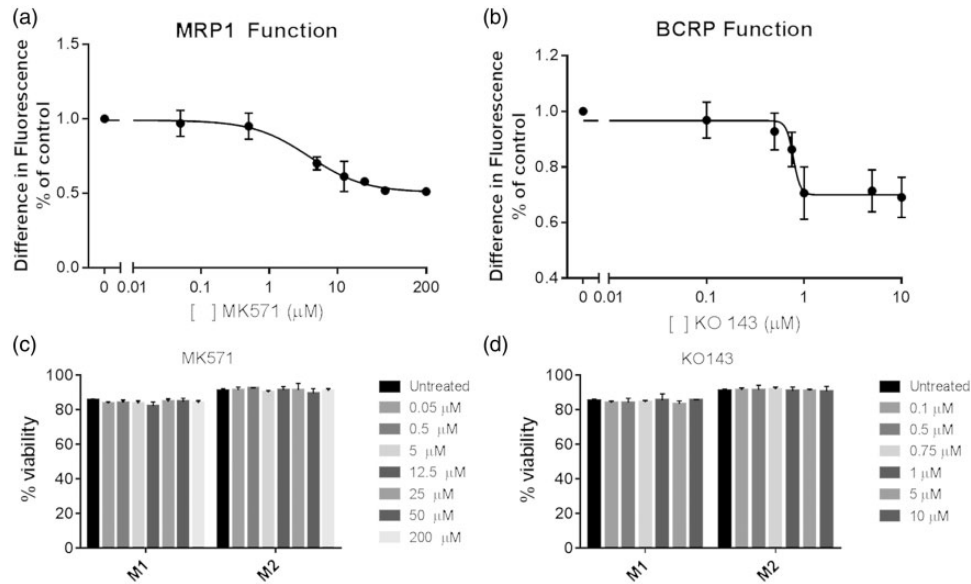 (a)
MRP1 Function
Difference in Fluorescence
% of control
1.5
1.0
0.5
0.0
0 0.01 0.1 1 10 200
[ ] MK571 (μM)
(b)
BCRP Function
Difference in Fluorescence
% of control
1.2
1.0
0.8
0.6
0.4
0 0.01 0.1 1 10
[ ] KO 143 (μM)
(c)
MK571
% viability
100
80
60
40
20
0
M1 M2
Untreated
0.05 μM
0.5 μM
5 μM
12.5 μM
25 μM
50 μM
200 μM
(d)
KO143
% viability
100
80
60
40
20
0
M1 M2
Untreated
0.1 μM
0.5 μM
0.75 μM
1 μM
5 μM
10 μM